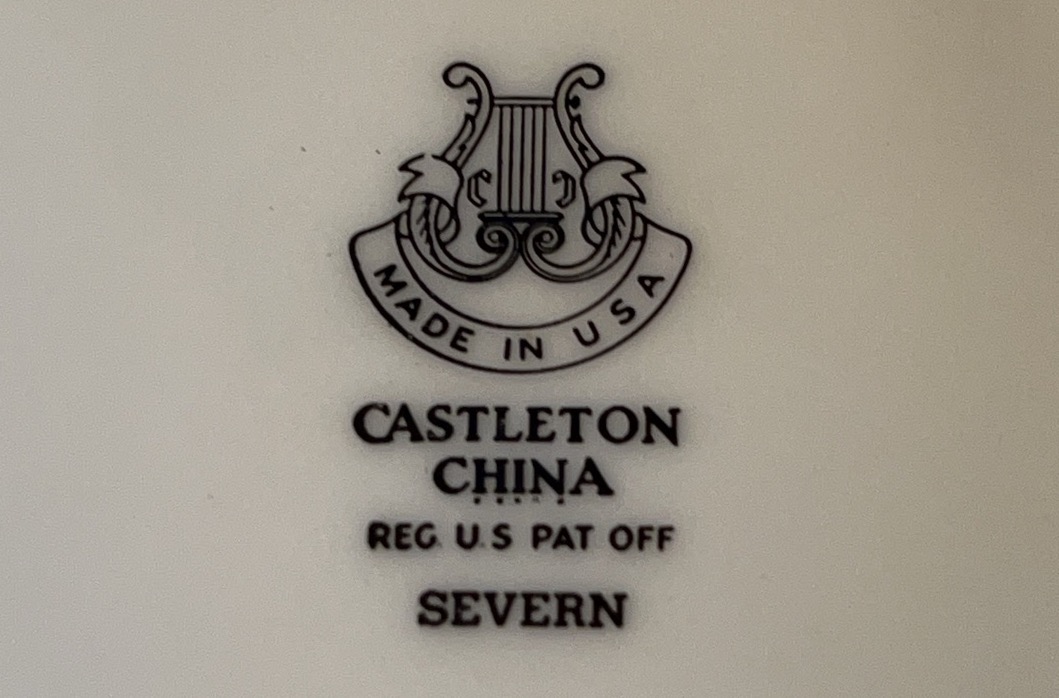 MADE IN USA
CASTLETON
CHINA
REG. U.S PAT OFF
SEVERN